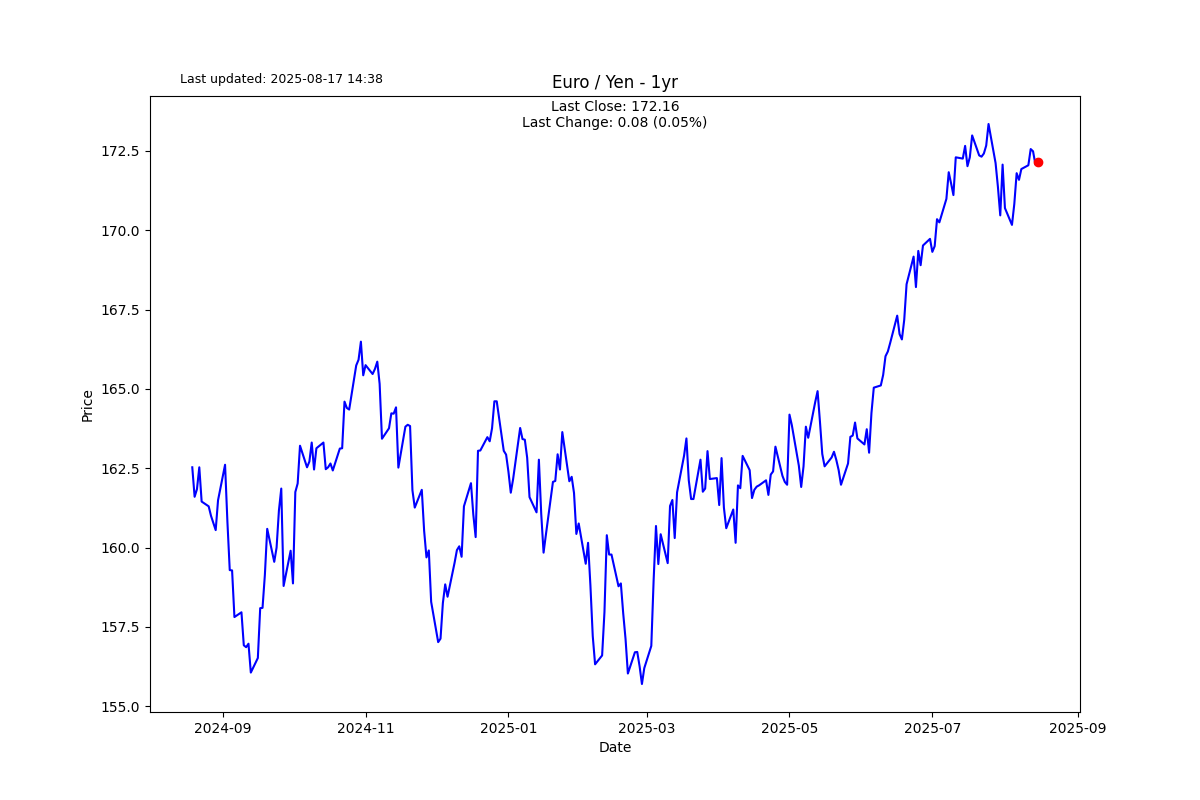 Last updated: 2025-08-17 14:38
Euro / Yen - 1yr
Last Close: 172.16
Last Change: 0.08 (0.05%)
172.5
170.0
167.5
165.0
162.5
160.0
157.5
155.0
Price
2024-09
2024-11
2025-01
2025-03
2025-05
2025-07
2025-09
Date